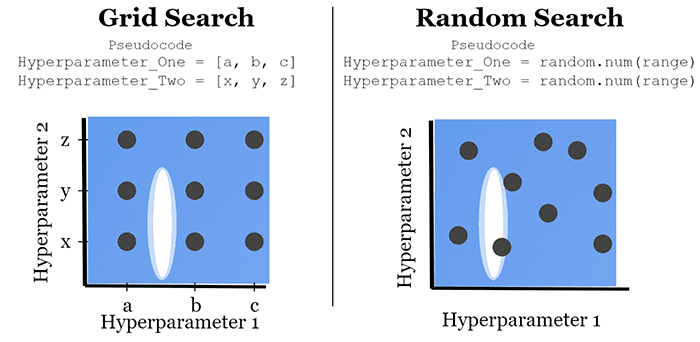 Grid Search
Pseudocode
Hyperparameter_One = [a, b, c]
Hyperparameter_Two = [x, y, z]
Hyperparameter 2
z
y
x
a b c
Hyperparameter 1
Random Search
Pseudocode
Hyperparameter_One = random.num(range)
Hyperparameter_Two = random.num(range)
Hyperparameter 2
Hyperparameter 1